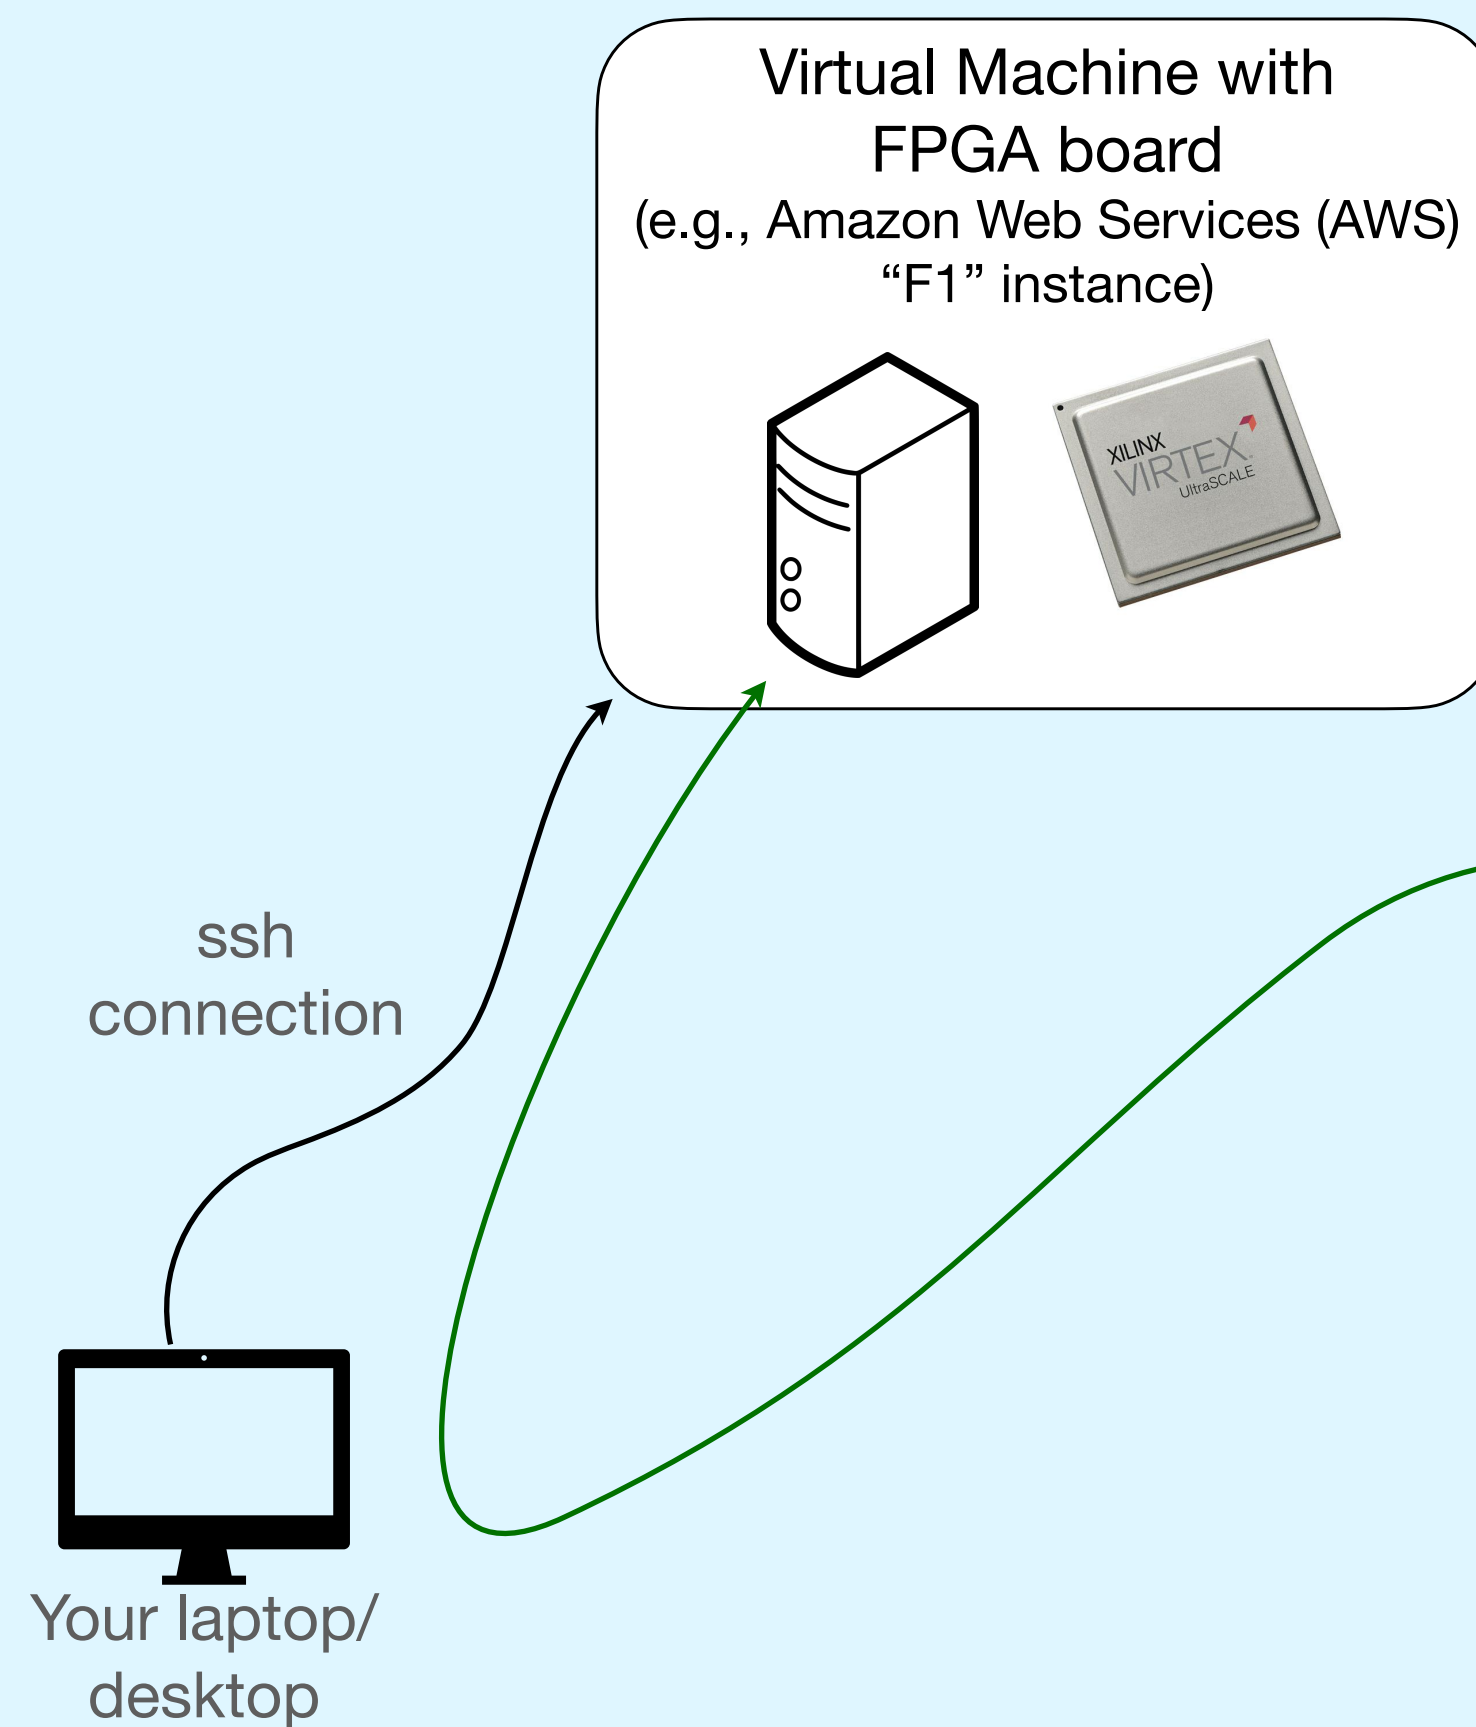 Virtual Machine with
FPGA board
(e.g., Amazon Web Services (AWS)
“F1” instance)
XILINX
VIRTEX.
UltraSCALE
ssh
connection
Your laptop/
desktop